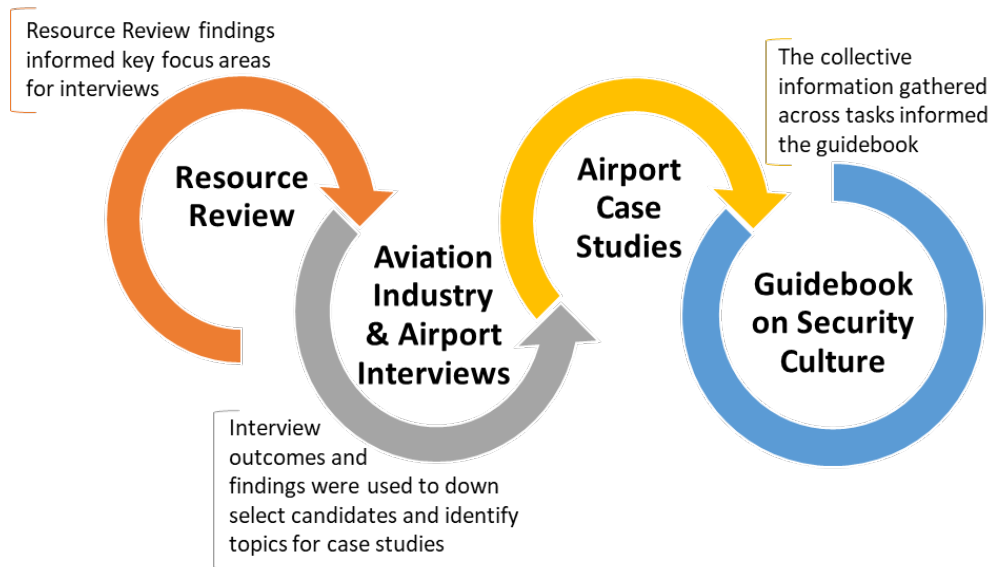 Resource Review findings
informed key focus areas
for interviews
Resource
Review
Aviation
Industry
& Airport
Interviews
Interview
outcomes and
findings were used to down
select candidates and identify
topics for case studies
Airport
Case
Studies
The collective
information gathered
across tasks informed
the guidebook
Guidebook
on Security
Culture